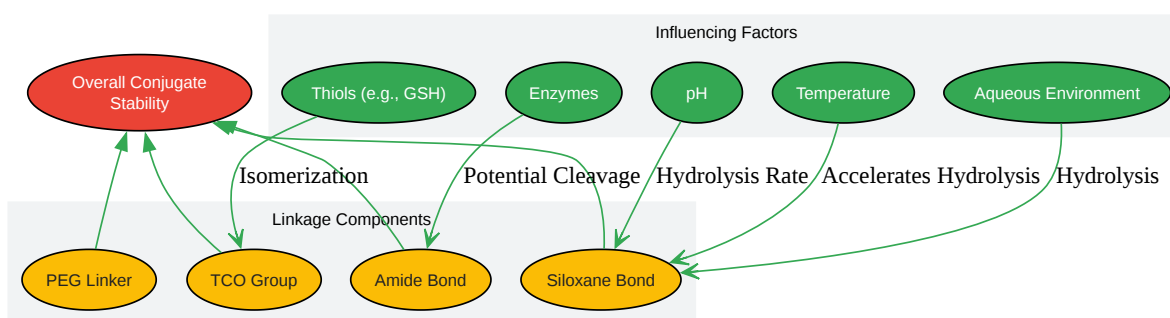 Influencing Factors
Overall Conjugate
Stability
Thiols (e.g., GSH)
Enzymes
pH
Temperature
Aqueous Environment
Isomerization
Potential Cleavage
Hydrolysis Rate
Accelerates Hydrolysis
Hydrolysis
Linkage Components
PEG Linker
TCO Group
Amide Bond
Siloxane Bond